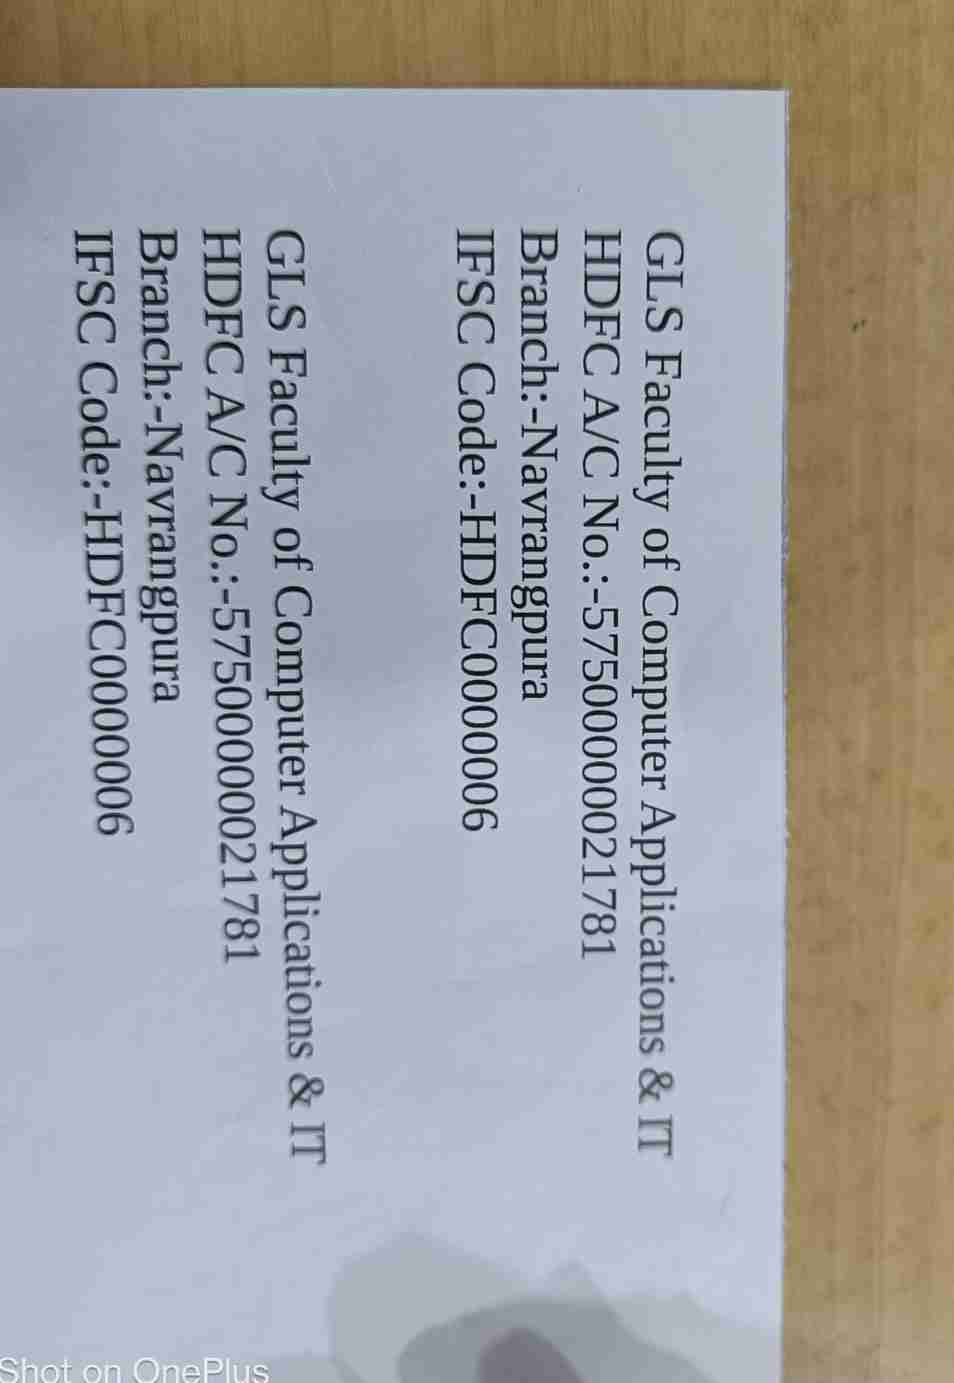 GLS Faculty of Computer Applications & IT
HDFC A/C No.:-57500000021781
Branch:-Navrangpura
IFSC Code:-HDFC0000006
GLS Faculty of Computer Applications & IT
HDFC A/C No.:-57500000021781
Branch:-Navrangpura
IFSC Code:-HDFC0000006
Shot on OnePlus